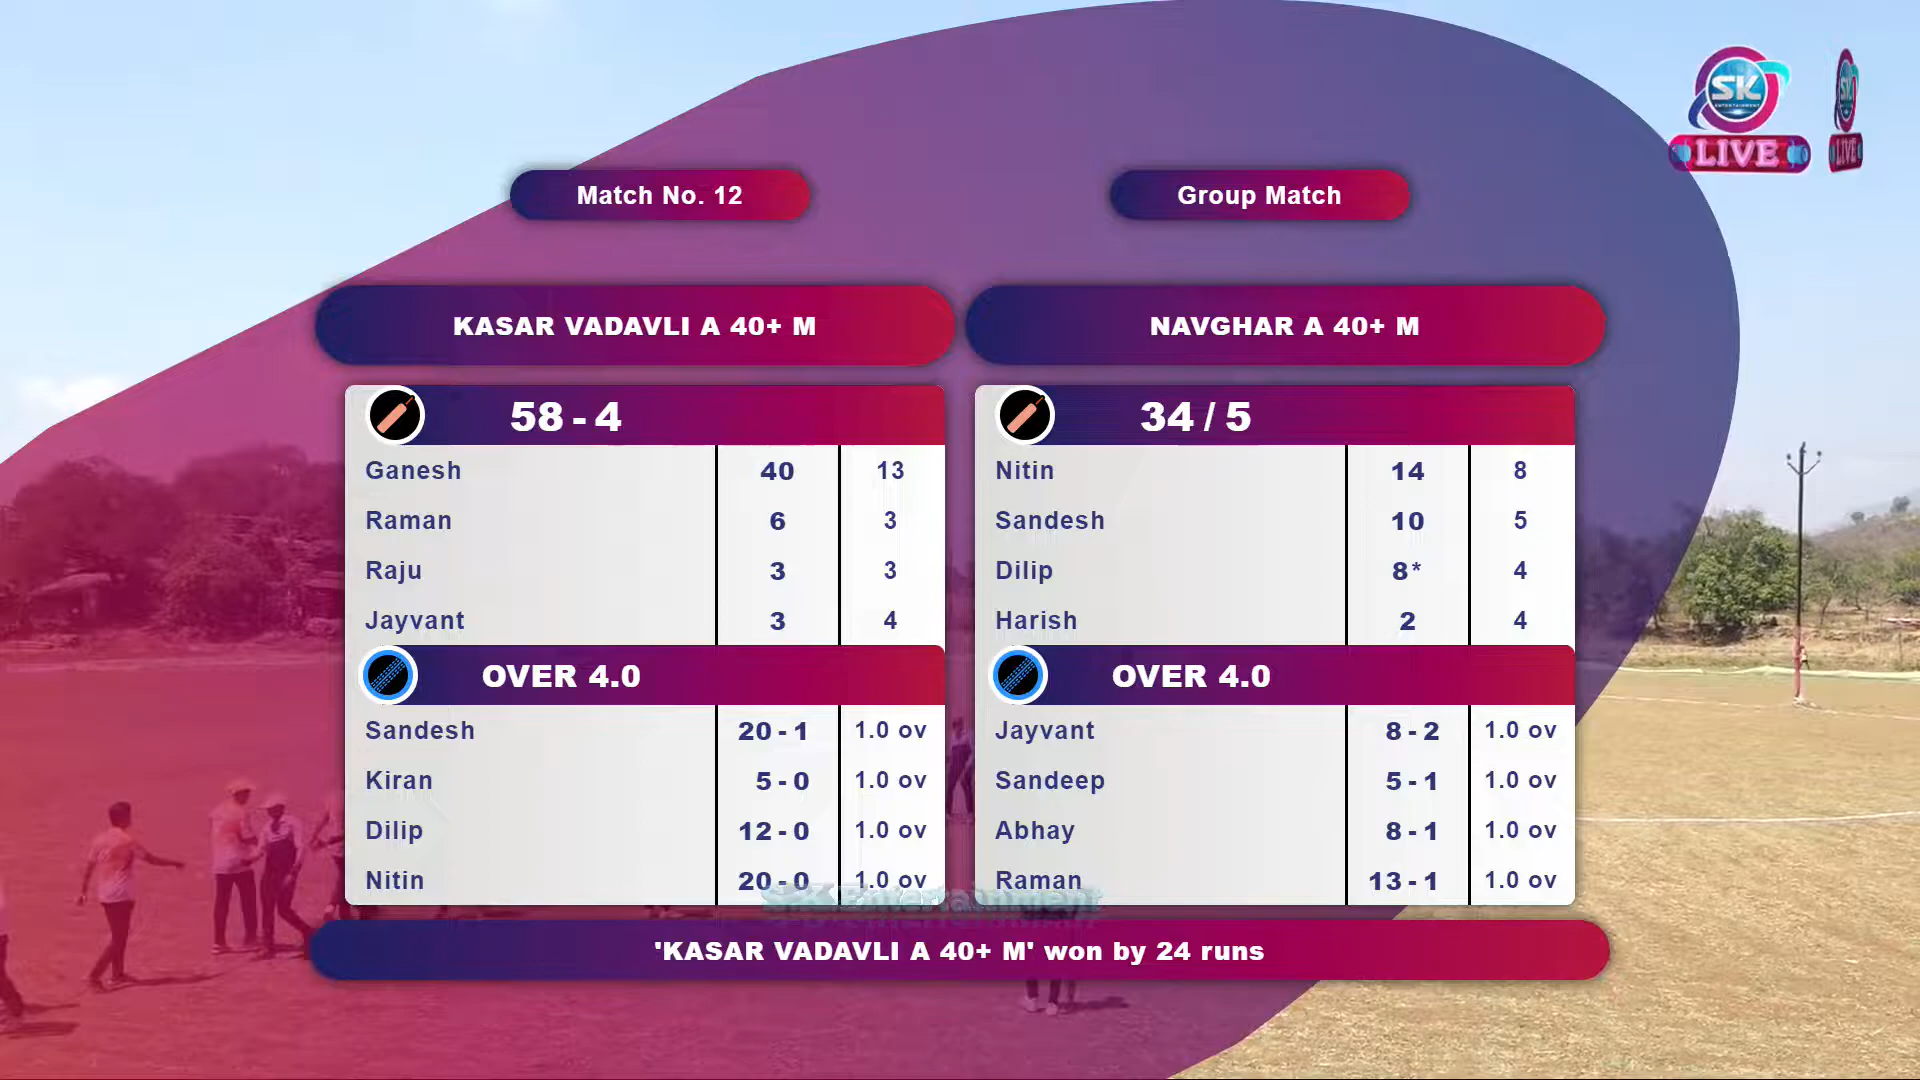 SK
ENTERTAINMENT
LIVE
SK
LIVE
Match No. 12
Group Match
KASAR VADAVLI A 40+ M
58 - 4
Ganesh 40 13
Raman 6 3
Raju 3 3
Jayvant 3 4
OVER 4.0
Sandesh 20 - 1 1.0 ov
Kiran 5 - 0 1.0 ov
Dilip 12 - 0 1.0 ov
Nitin 20 - 0 1.0 ov
NAVGHAR A 40+ M
34 / 5
Nitin 14 8
Sandesh 10 5
Dilip 8* 4
Harish 2 4
OVER 4.0
Jayvant 8 - 2 1.0 ov
Sandeep 5 - 1 1.0 ov
Abhay 8 - 1 1.0 ov
Raman 13 - 1 1.0 ov
SK Entertainment
'KASAR VADAVLI A 40+ M' won by 24 runs